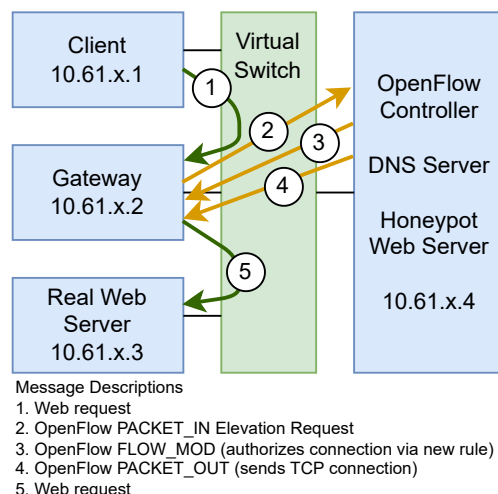 Client
10.61.x.1
Virtual
Switch
OpenFlow
Controller
DNS Server
Honeypot
Web Server
10.61.x.4
1
2
3
4
Gateway
10.61.x.2
5
Real Web
Server
10.61.x.3
Message Descriptions
1. Web request
2. OpenFlow PACKET_IN Elevation Request
3. OpenFlow FLOW_MOD (authorizes connection via new rule)
4. OpenFlow PACKET_OUT (sends TCP connection)
5. Web request